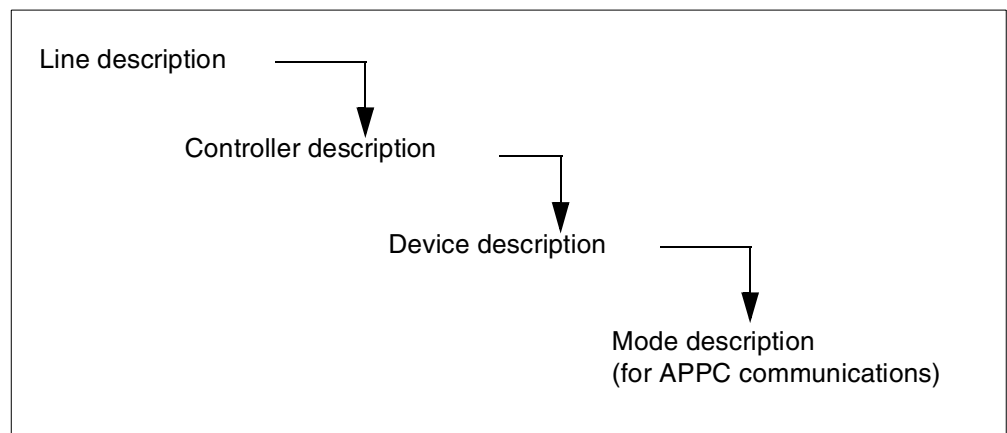 Line description
Controller description
Device description
Mode description
(for APPC communications)